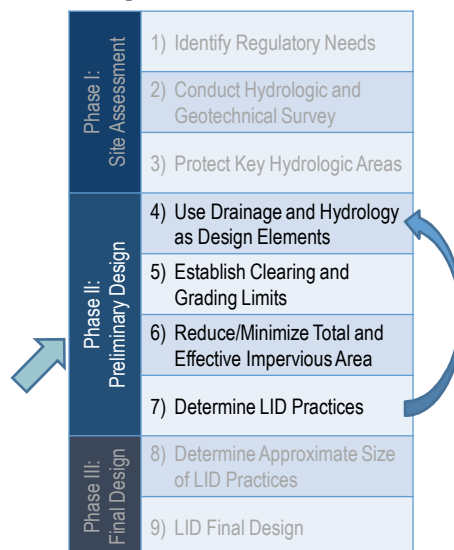 Phase I:
Site Assessment
1) Identify Regulatory Needs
2) Conduct Hydrologic and
Geotechnical Survey
3) Protect Key Hydrologic Areas
Phase II:
Preliminary Design
4) Use Drainage and Hydrology
as Design Elements
5) Establish Clearing and
Grading Limits
6) Reduce/Minimize Total and
Effective Impervious Area
7) Determine LID Practices
Phase III:
Final Design
8) Determine Approximate Size
of LID Practices
9) LID Final Design